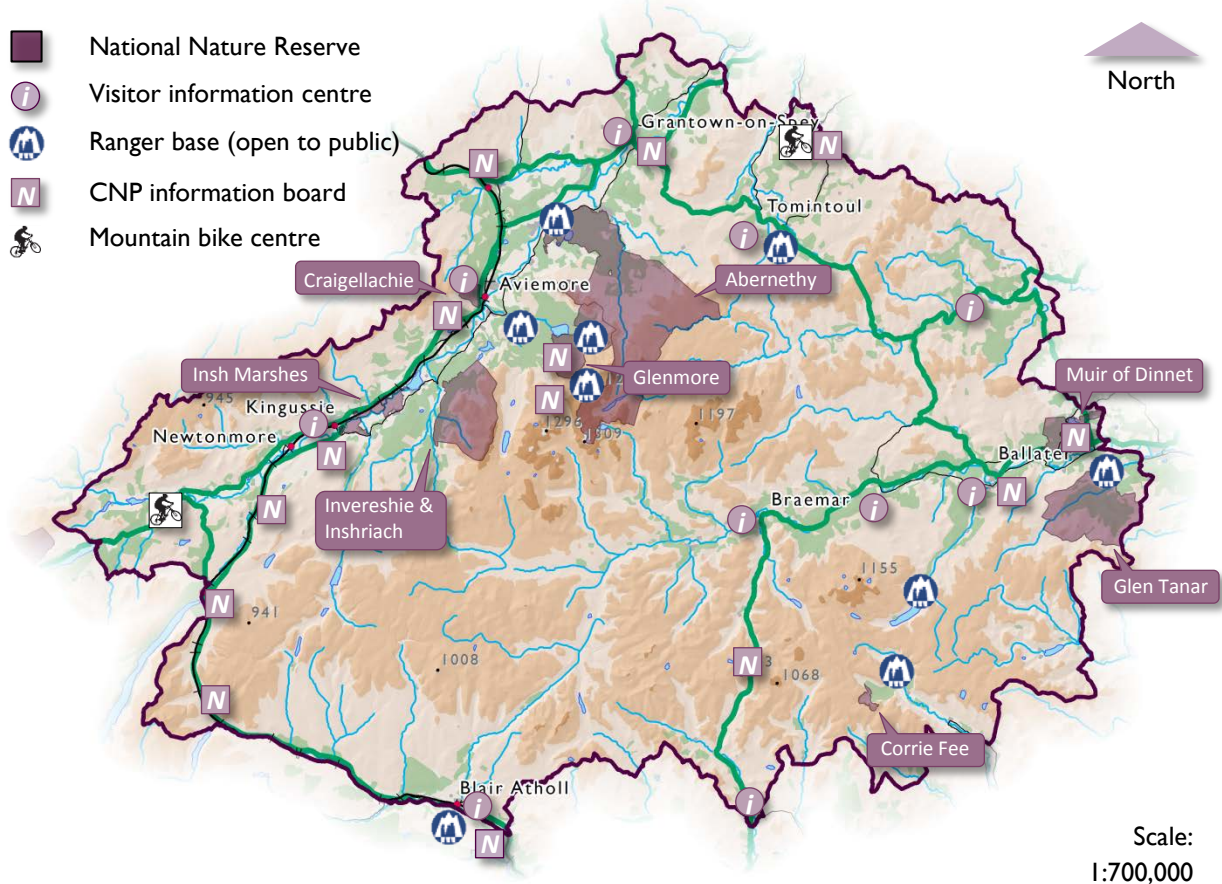 National Nature Reserve
i
Visitor information centre
Ranger base (open to public)
N
CNP information board
Mountain bike centre
North
i
Grantown-on-Spey
N
N
N
Tomintoul
i
Craigellachie
i
Aviemore
Abernethy
N
i
Insh Marshes
N
Glenmore
Muir of Dinnet
945
Kingussie
N
1197
1296
1309
N
Newtonmore
i
N
Ballater
Invereshie &
Inshriach
Braemar
i
N
N
i
i
1155
Glen Tanar
N
941
1008
N
1068
N
Corrie Fee
Blair Atholl
i
i
N
Scale:
1:700,000